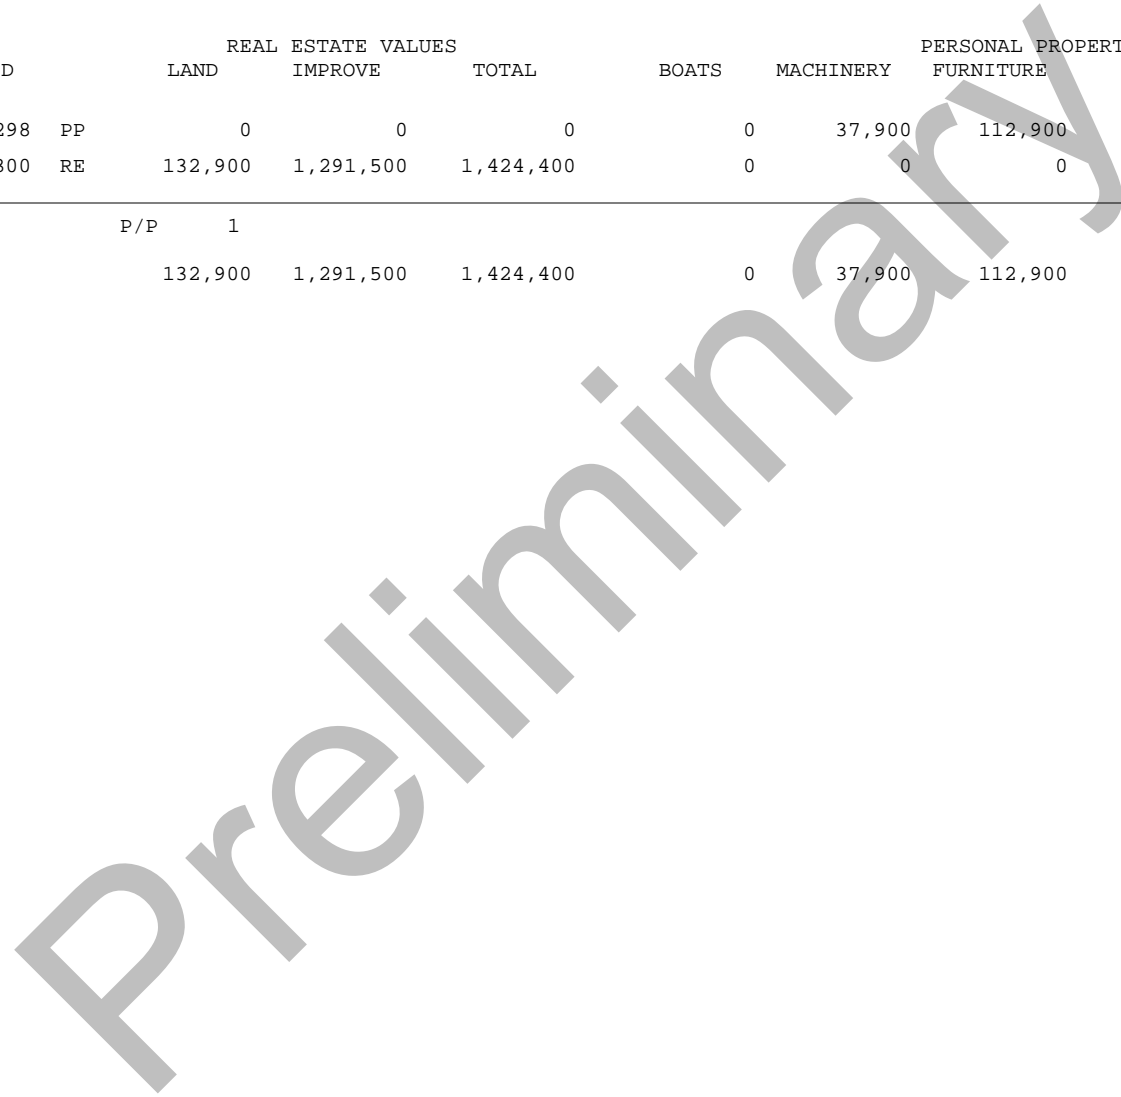 REAL ESTATE VALUES PERSONAL PROPERT
D LAND IMPROVE TOTAL BOATS MACHINERY FURNITURE
298 PP 0 0 0 0 37,900 112,900
300 RE 132,900 1,291,500 1,424,400 0 0 0
P/P 1
132,900 1,291,500 1,424,400 0 37,900 112,900
Preliminary